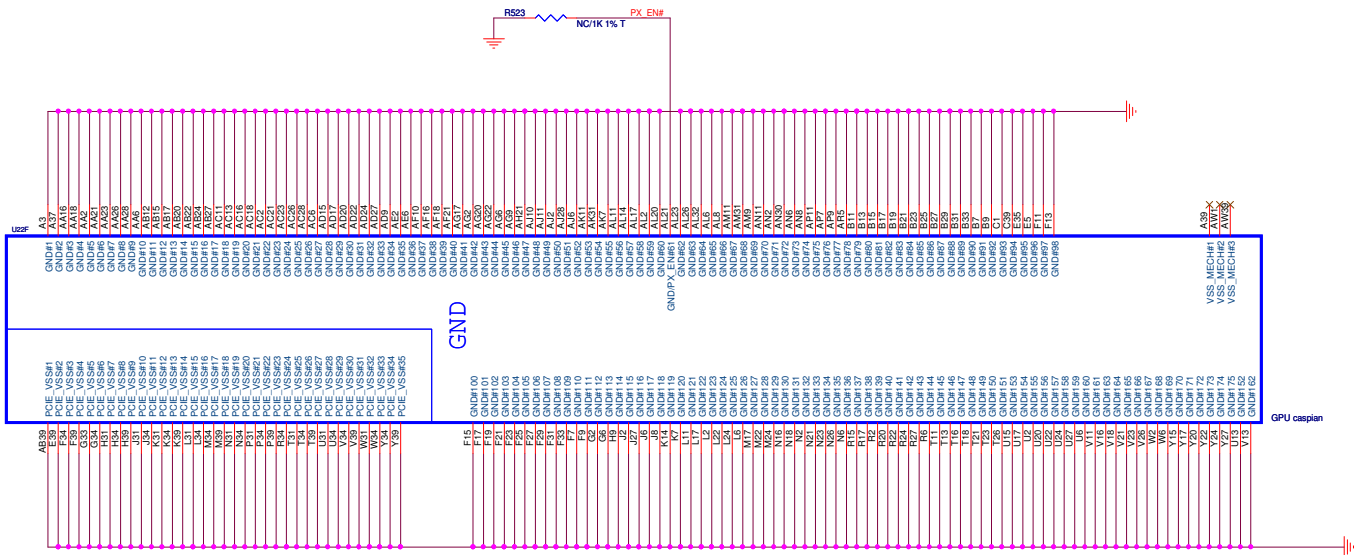 R523
PX_EN#
NC/1K 1% T
A3
A37
AA16
AA18
AA2
AA21
AA23
AA26
AA28
AA6
AB12
AB15
AB17
AB20
AB22
AB24
AB27
AC11
AC13
AC16
AC18
AC2
AC21
AC23
AC26
AC28
AC6
AD15
AD17
AD20
AD22
AD24
AD27
AD9
AE2
AE6
AF10
AF16
AF18
AF21
AG17
AG2
AG20
AG22
AG6
AG9
AH21
AJ10
AJ11
AJ2
AJ28
AJ6
AK11
AK31
AK7
AL11
AL14
AL17
AL2
AL20
AL21
AL23
AL26
AL32
AL6
AL8
AM11
AM31
AM9
AN11
AN2
AN30
AN6
AN8
AP11
AP7
AP9
AR5
B11
B13
B15
B17
B19
B21
B23
B25
B27
B29
B31
B33
B7
B9
C1
C39
E35
E5
F11
F13
A39
AW1
AW39
U22F
GND#1
GND#2
GND#3
GND#4
GND#5
GND#6
GND#7
GND#8
GND#9
GND#10
GND#11
GND#12
GND#13
GND#14
GND#15
GND#16
GND#17
GND#18
GND#19
GND#20
GND#21
GND#22
GND#23
GND#24
GND#25
GND#26
GND#27
GND#28
GND#29
GND#30
GND#31
GND#32
GND#33
GND#34
GND#35
GND#36
GND#37
GND#38
GND#39
GND#40
GND#41
GND#42
GND#43
GND#44
GND#45
GND#46
GND#47
GND#48
GND#49
GND#50
GND#51
GND#52
GND#53
GND#54
GND#55
GND#56
GND#57
GND#58
GND#59
GND#60
GND/PX_EN#61
GND#62
GND#63
GND#64
GND#65
GND#66
GND#67
GND#68
GND#69
GND#70
GND#71
GND#72
GND#73
GND#74
GND#75
GND#76
GND#77
GND#78
GND#79
GND#80
GND#81
GND#82
GND#83
GND#84
GND#85
GND#86
GND#87
GND#88
GND#89
GND#90
GND#91
GND#92
GND#93
GND#94
GND#95
GND#96
GND#97
GND#98
VSS_MECH#1
VSS_MECH#2
VSS_MECH#3
GND
PCIE_VSS#1
PCIE_VSS#2
PCIE_VSS#3
PCIE_VSS#4
PCIE_VSS#5
PCIE_VSS#6
PCIE_VSS#7
PCIE_VSS#8
PCIE_VSS#9
PCIE_VSS#10
PCIE_VSS#11
PCIE_VSS#12
PCIE_VSS#13
PCIE_VSS#14
PCIE_VSS#15
PCIE_VSS#16
PCIE_VSS#17
PCIE_VSS#18
PCIE_VSS#19
PCIE_VSS#20
PCIE_VSS#21
PCIE_VSS#22
PCIE_VSS#23
PCIE_VSS#24
PCIE_VSS#25
PCIE_VSS#26
PCIE_VSS#27
PCIE_VSS#28
PCIE_VSS#29
PCIE_VSS#30
PCIE_VSS#31
PCIE_VSS#32
PCIE_VSS#33
PCIE_VSS#34
PCIE_VSS#35
GND#100
GND#101
GND#102
GND#103
GND#104
GND#105
GND#106
GND#107
GND#108
GND#109
GND#110
GND#111
GND#112
GND#113
GND#114
GND#115
GND#116
GND#117
GND#118
GND#119
GND#120
GND#121
GND#122
GND#123
GND#124
GND#125
GND#126
GND#127
GND#128
GND#129
GND#130
GND#131
GND#132
GND#133
GND#134
GND#135
GND#136
GND#137
GND#138
GND#139
GND#140
GND#141
GND#142
GND#143
GND#144
GND#145
GND#146
GND#147
GND#148
GND#149
GND#150
GND#151
GND#153
GND#154
GND#155
GND#156
GND#157
GND#158
GND#159
GND#160
GND#161
GND#163
GND#164
GND#165
GND#166
GND#167
GND#168
GND#169
GND#170
GND#171
GND#172
GND#173
GND#174
GND#175
GND#152
GND#162
GPU caspian
AB39
E39
F34
F39
G33
G34
H31
H34
H39
J31
J34
K31
K34
K39
L31
L34
M34
M39
N31
N34
P31
P34
P39
R34
T31
T34
T39
U31
U34
V34
V39
W31
W34
Y34
Y39
F15
F17
F19
F21
F23
F25
F27
F29
F31
F33
F7
F9
G2
G6
H9
J2
J27
J6
J8
K14
K7
L11
L17
L2
L22
L24
L6
M17
M22
M24
N16
N18
N2
N21
N23
N26
N6
R15
R17
R2
R20
R22
R24
R27
R6
T11
T13
T16
T18
T21
T23
T26
U15
U17
U2
U20
U22
U24
U27
U6
V11
V16
V18
V21
V23
V26
W2
W6
Y15
Y17
Y20
Y22
Y24
Y27
U13
Y13